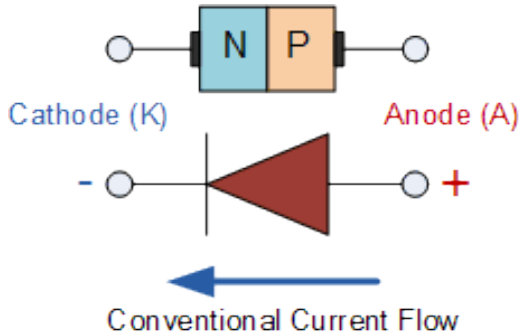 N P
Cathode (K) Anode (A)
- +
Conventional Current Flow